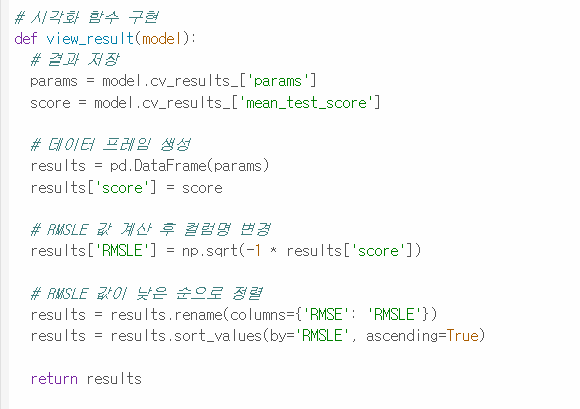 # 시각화 함수 구현
def view_result(model):
  # 결과 저장
  params = model.cv_results_['params']
  score = model.cv_results_['mean_test_score']

  # 데이터 프레임 생성
  results = pd.DataFrame(params)
  results['score'] = score

  # RMSLE 값 계산 후 컬럼명 변경
  results['RMSLE'] = np.sqrt(-1 * results['score'])

  # RMSLE 값이 낮은 순으로 정렬
  results = results.rename(columns={'RMSE': 'RMSLE'})
  results = results.sort_values(by='RMSLE', ascending=True)

  return results